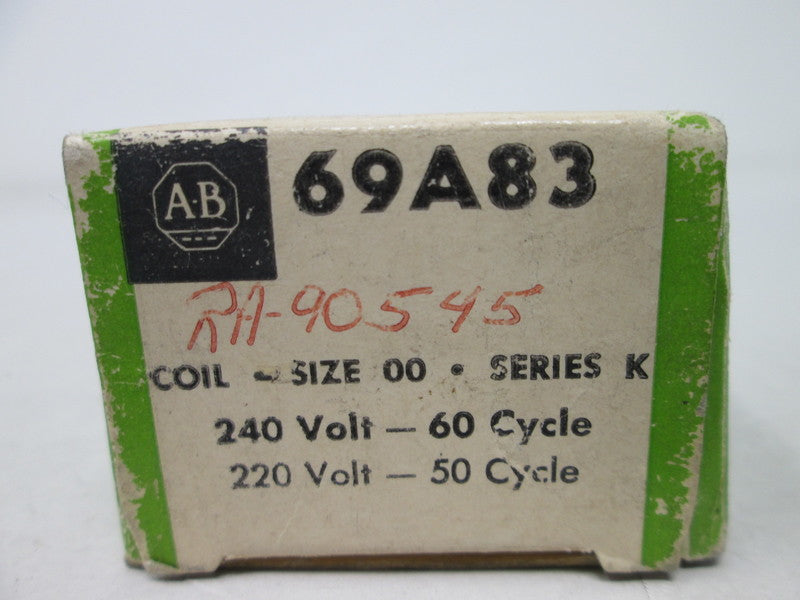 A-B
69A83
RA-90545
COIL - SIZE 00 • SERIES K
240 Volt — 60 Cycle
220 Volt — 50 Cycle